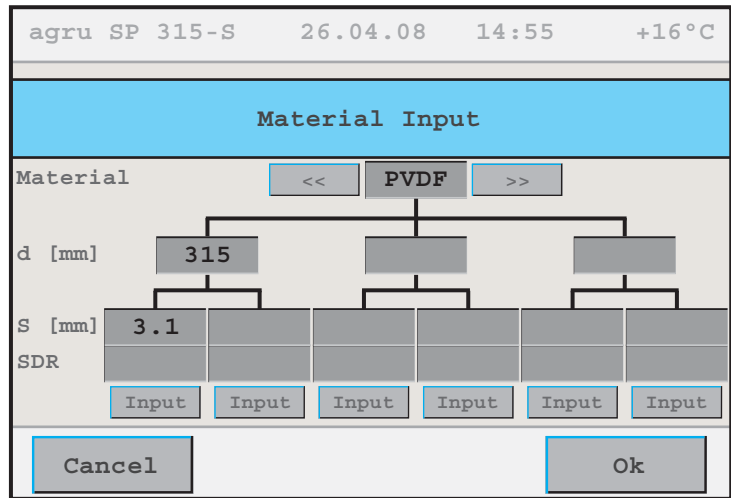 agru SP 315-S 26.04.08 14:55 +16°C
Material Input
Material << PVDF >>
d [mm] 315
S [mm] 3.1
SDR
Input Input Input Input Input Input
Cancel Ok